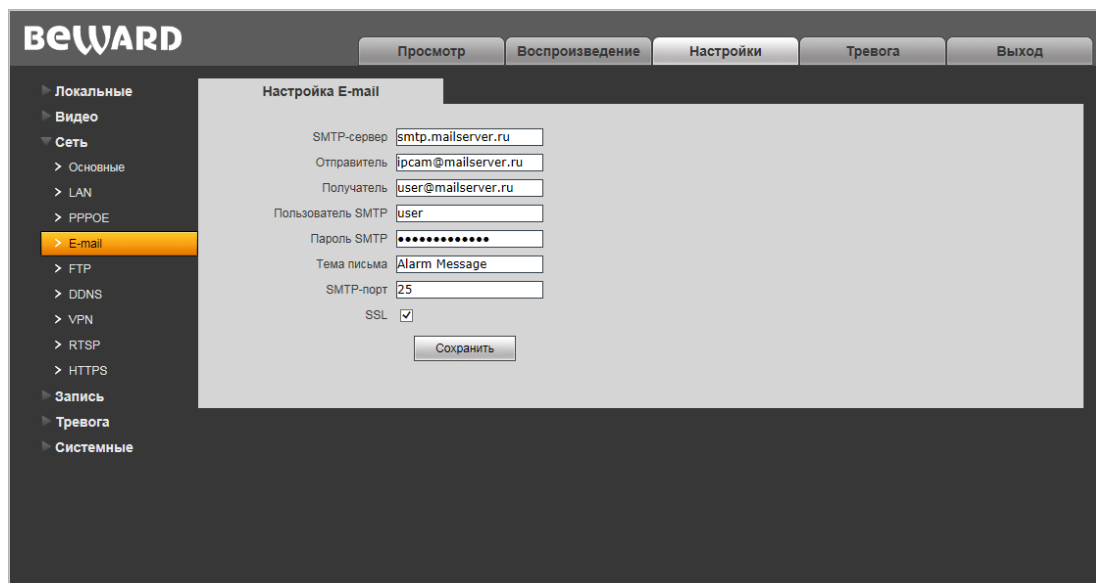 BEWARD
Просмотр Воспроизведение Настройки Тревога Выход
Локальные
Видео
Сеть
> Основные
> LAN
> PPPOE
> E-mail
> FTP
> DDNS
> VPN
> RTSP
> HTTPS
Запись
Тревога
Системные
Настройка E-mail
SMTP-сервер smtp.mailserver.ru
Отправитель ipcam@mailserver.ru
Получатель user@mailserver.ru
Пользователь SMTP user
Пароль SMTP •••••••••••••
Тема письма Alarm Message
SMTP-порт 25
SSL
Сохранить